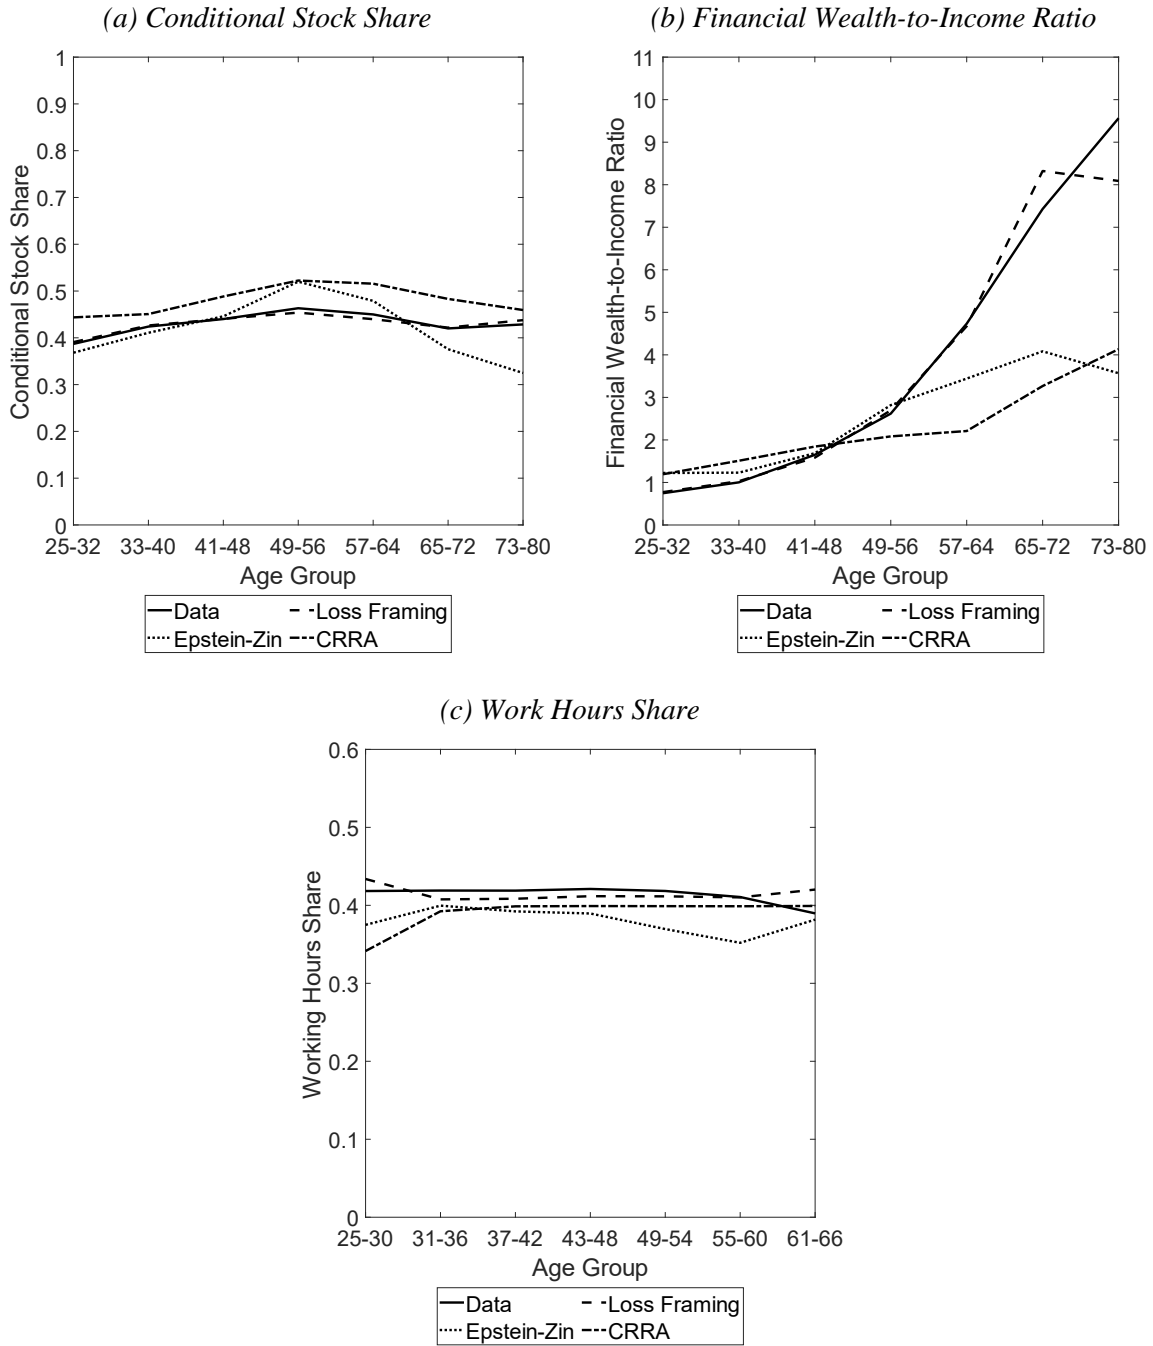 (a) Conditional Stock Share
1
0.9
0.8
0.7
0.6
0.5
0.4
0.3
0.2
0.1
0
Conditional Stock Share
25-32 33-40 41-48 49-56 57-64 65-72 73-80
Age Group
Data Loss Framing
Epstein-Zin CRRA
(b) Financial Wealth-to-Income Ratio
11
10
9
8
7
6
5
4
3
2
1
0
Financial Wealth-to-Income Ratio
25-32 33-40 41-48 49-56 57-64 65-72 73-80
Age Group
Data Loss Framing
Epstein-Zin CRRA
(c) Work Hours Share
0.6
0.5
0.4
0.3
0.2
0.1
0
Working Hours Share
25-30 31-36 37-42 43-48 49-54 55-60 61-66
Age Group
Data Loss Framing
Epstein-Zin CRRA